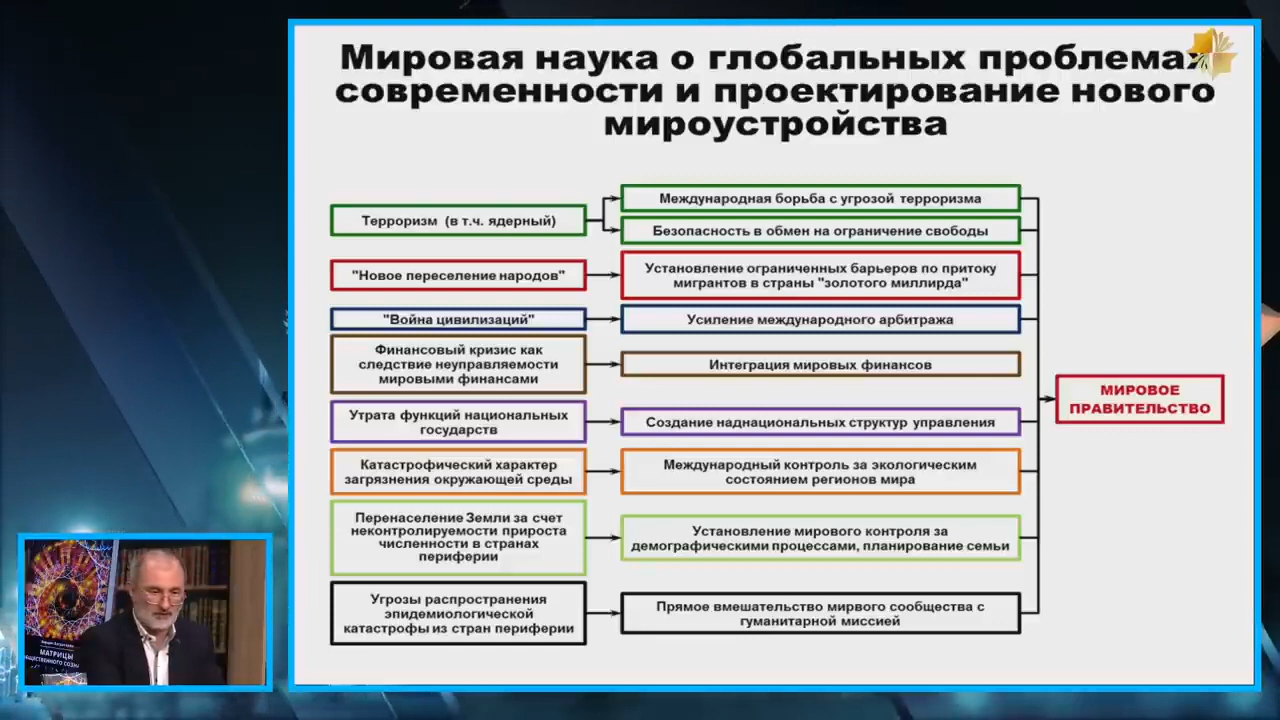 Мировая наука о глобальных проблемах
современности и проектирование нового
мироустройства
Терроризм (в т.ч. ядерный)
Международная борьба с угрозой терроризма
Безопасность в обмен на ограничение свободы
"Новое переселение народов"
Установление ограниченных барьеров по притоку
мигрантов в страны "золотого миллирда"
"Война цивилизаций"
Усиление международного арбитража
Финансовый кризис как
следствие неуправляемости
мировыми финансами
Интеграция мировых финансов
Утрата функций национальных
государств
Создание наднациональных структур управления
Катастрофический характер
загрязнения окружающей среды
Международный контроль за экологическим
состоянием регионов мира
Перенаселение Земли за счет
неконтролируемости прироста
численности в странах
периферии
Установление мирового контроля за
демографическими процессами, планирование семьи
Угрозы распространения
эпидемиологической
катастрофы из стран периферии
Прямое вмешательство мирвого сообщества с
гуманитарной миссией
МИРОВОЕ
ПРАВИТЕЛЬСТВО
МАТРИЦЫ